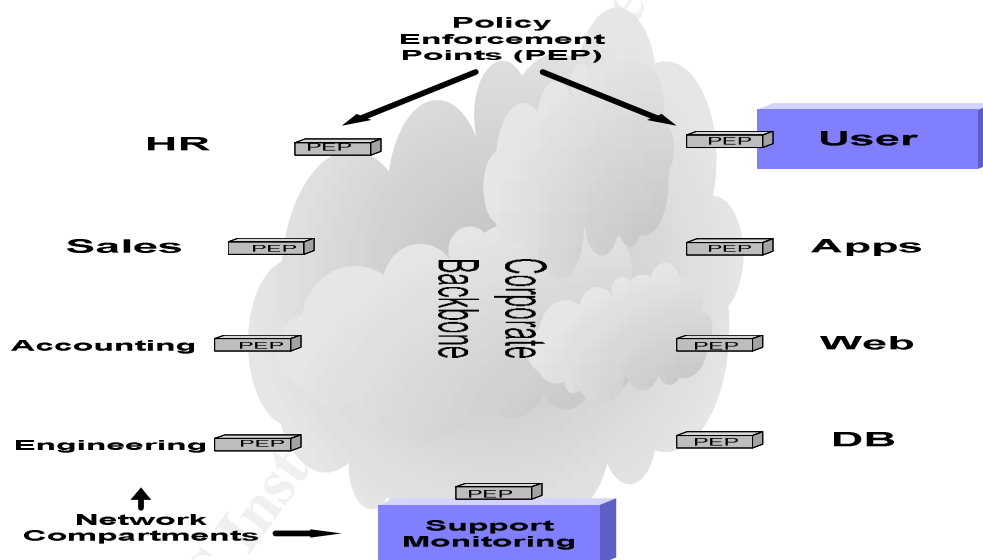 Policy
Enforcement
Points (PEP)
HR
PEP
PEP
User
Sales
PEP
PEP
Apps
Corporate
Backbone
Accounting
PEP
PEP
Web
Engineering
PEP
PEP
DB
PEP
Network
Compartments
Support
Monitoring